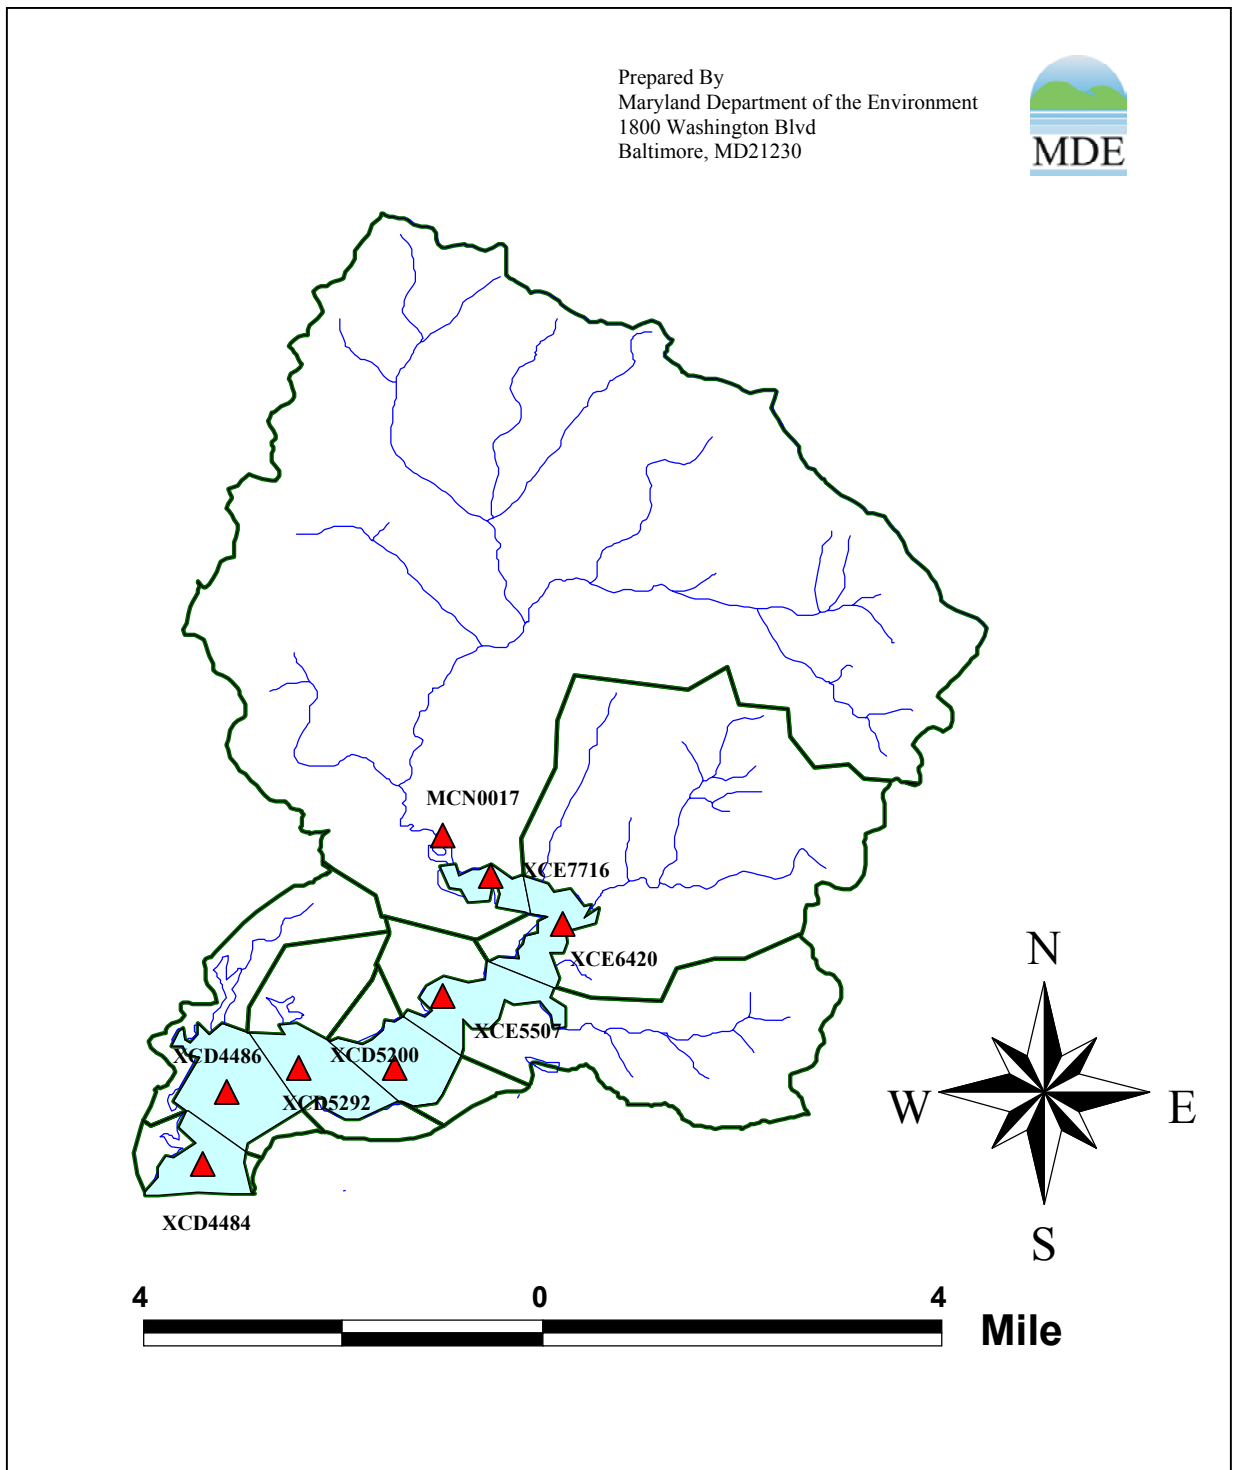 Prepared By
Maryland Department of the Environment
1800 Washington Blvd
Baltimore, MD21230
MDE
MCN0017
XCE7716
XCE6420
XCE5507
XCD5200
XCD4486
XCD5292
XCD4484
N
W
E
S
4 0 4
Mile